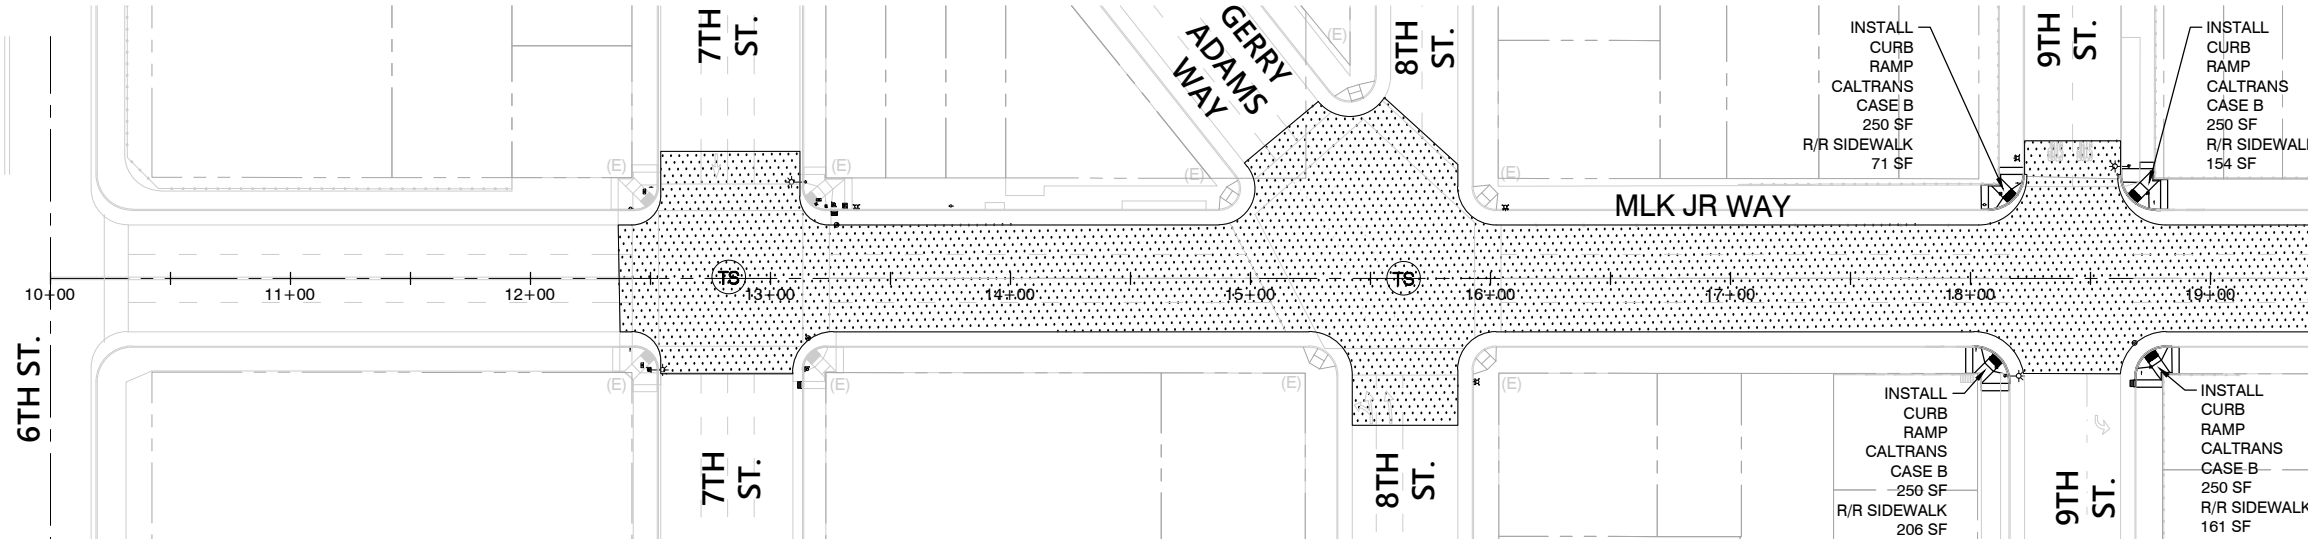 7TH
ST.
GERRY
ADAMS
WAY
(E)
8TH
ST.
INSTALL
CURB
RAMP
CALTRANS
CASE B
250 SF
R/R SIDEWALK
71 SF
9TH
ST.
INSTALL
CURB
RAMP
CALTRANS
CASE B
250 SF
R/R SIDEWALK
154 SF
(E)
(E)
(E)
(E)
MLK JR WAY
TS
TS
10+00
11+00
12+00
13+00
14+00
15+00
16+00
17+00
18+00
19+00
6TH ST.
(E)
(E)
(E)
(E)
7TH
ST.
8TH
ST.
INSTALL
CURB
RAMP
CALTRANS
CASE B
250 SF
R/R SIDEWALK
206 SF
9TH
ST.
INSTALL
CURB
RAMP
CALTRANS
CASE B
250 SF
R/R SIDEWALK
161 SF